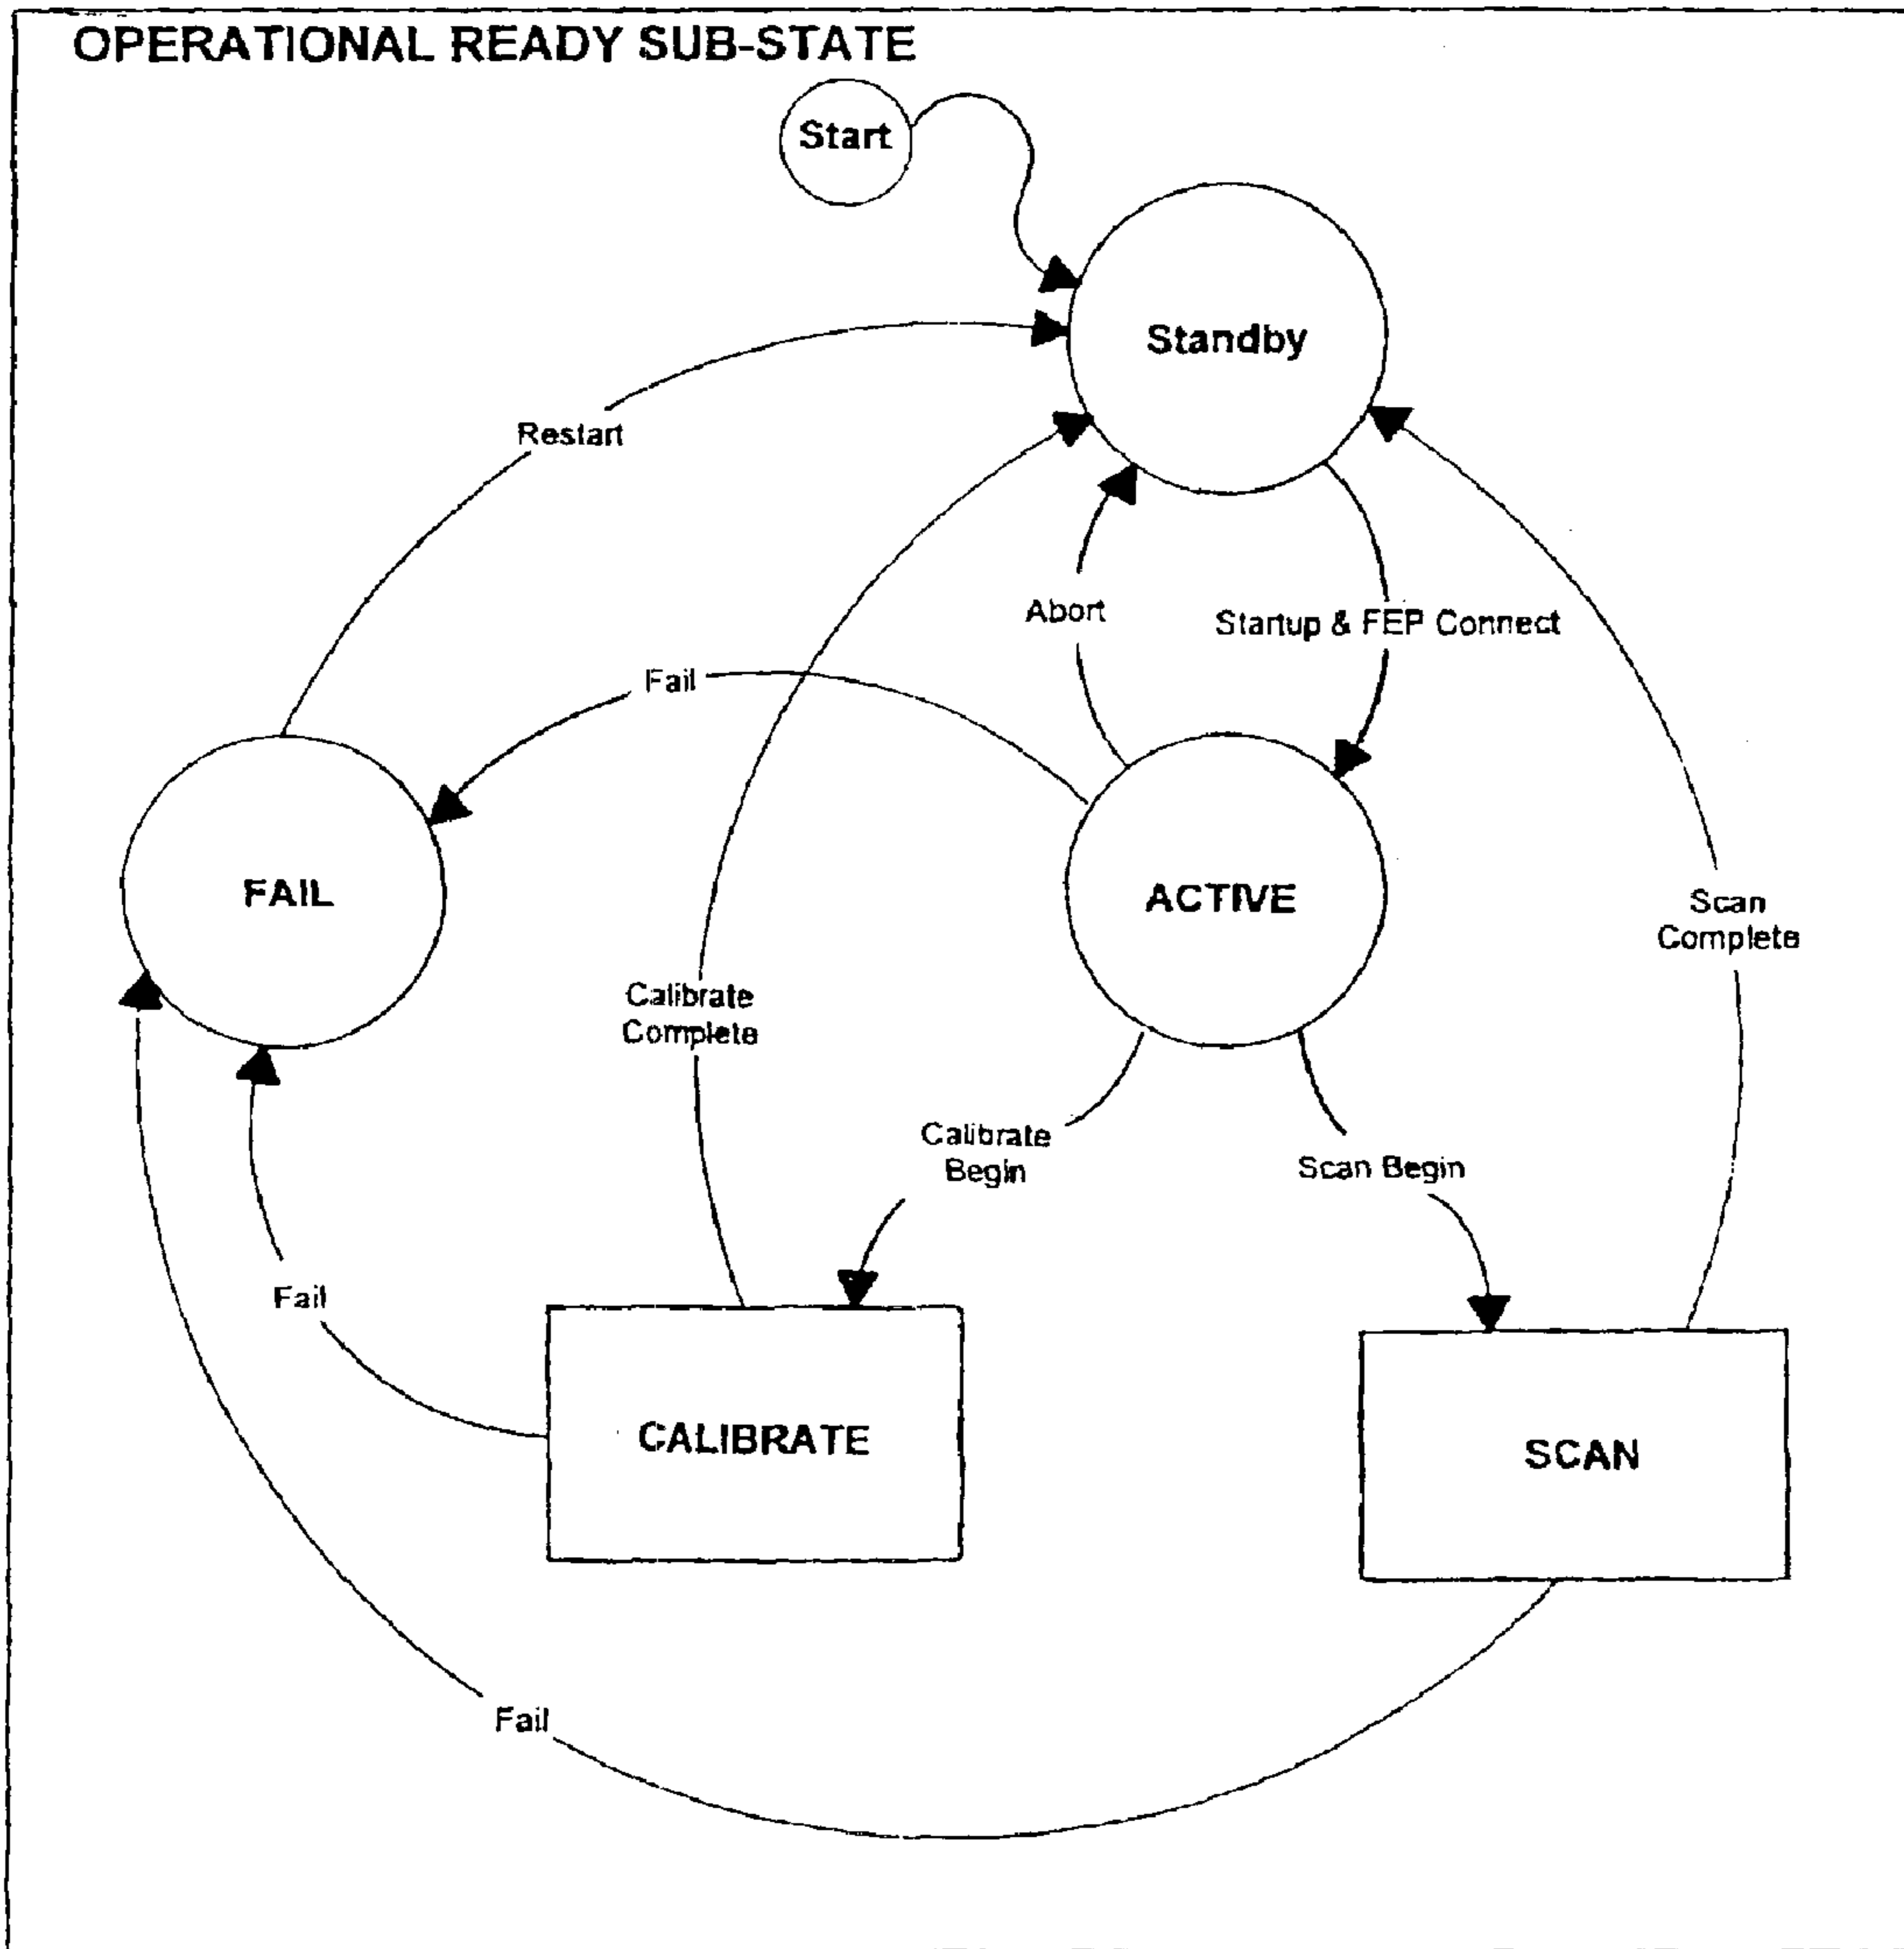 OPERATIONAL READY SUB-STATE
Start
Standby
Restart
Abort
Startup & FEP Connect
Fail
FAIL
ACTIVE
Scan
Complete
Calibrate
Complete
Calibrate
Begin
Scan Begin
Fail
CALIBRATE
SCAN
Fail